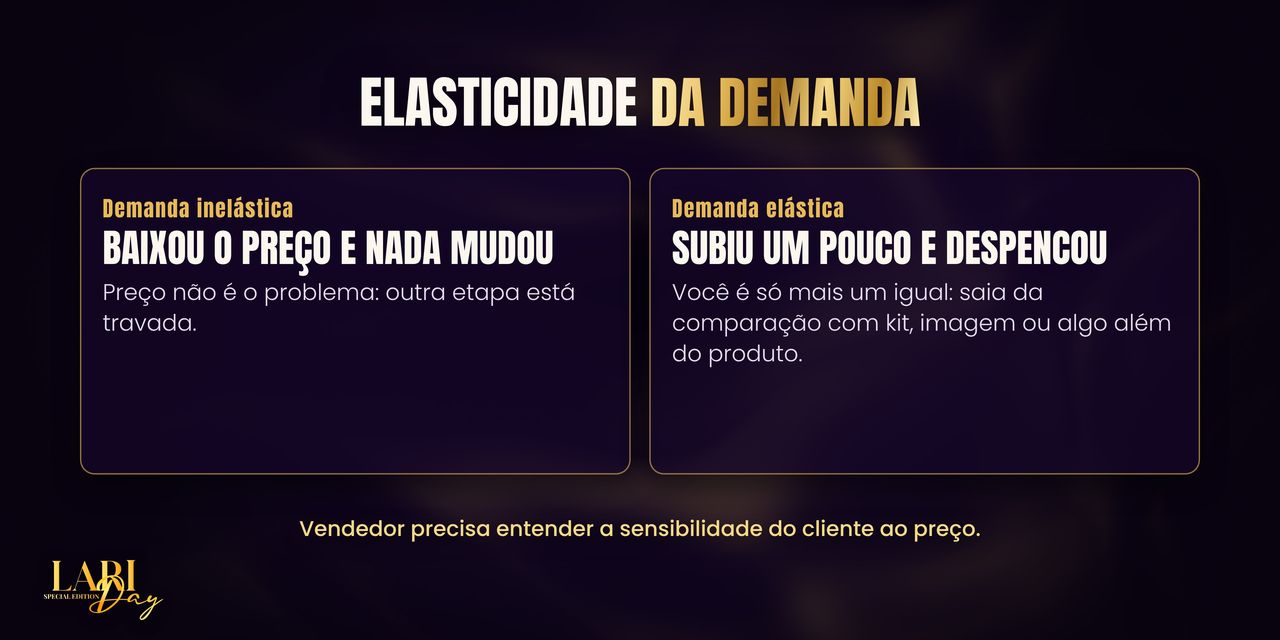 ELASTICIDADE DA DEMANDA
Demanda inelástica
BAIXOU O PREÇO E NADA MUDOU
Preço não é o problema: outra etapa está
travada.
Demanda elástica
SUBIU UM POUCO E DESPENCOU
Você é só mais um igual: saia da
comparação com kit, imagem ou algo além
do produto.
Vendedor precisa entender a sensibilidade do cliente ao preço.
LABI
SPECIAL EDITION Day